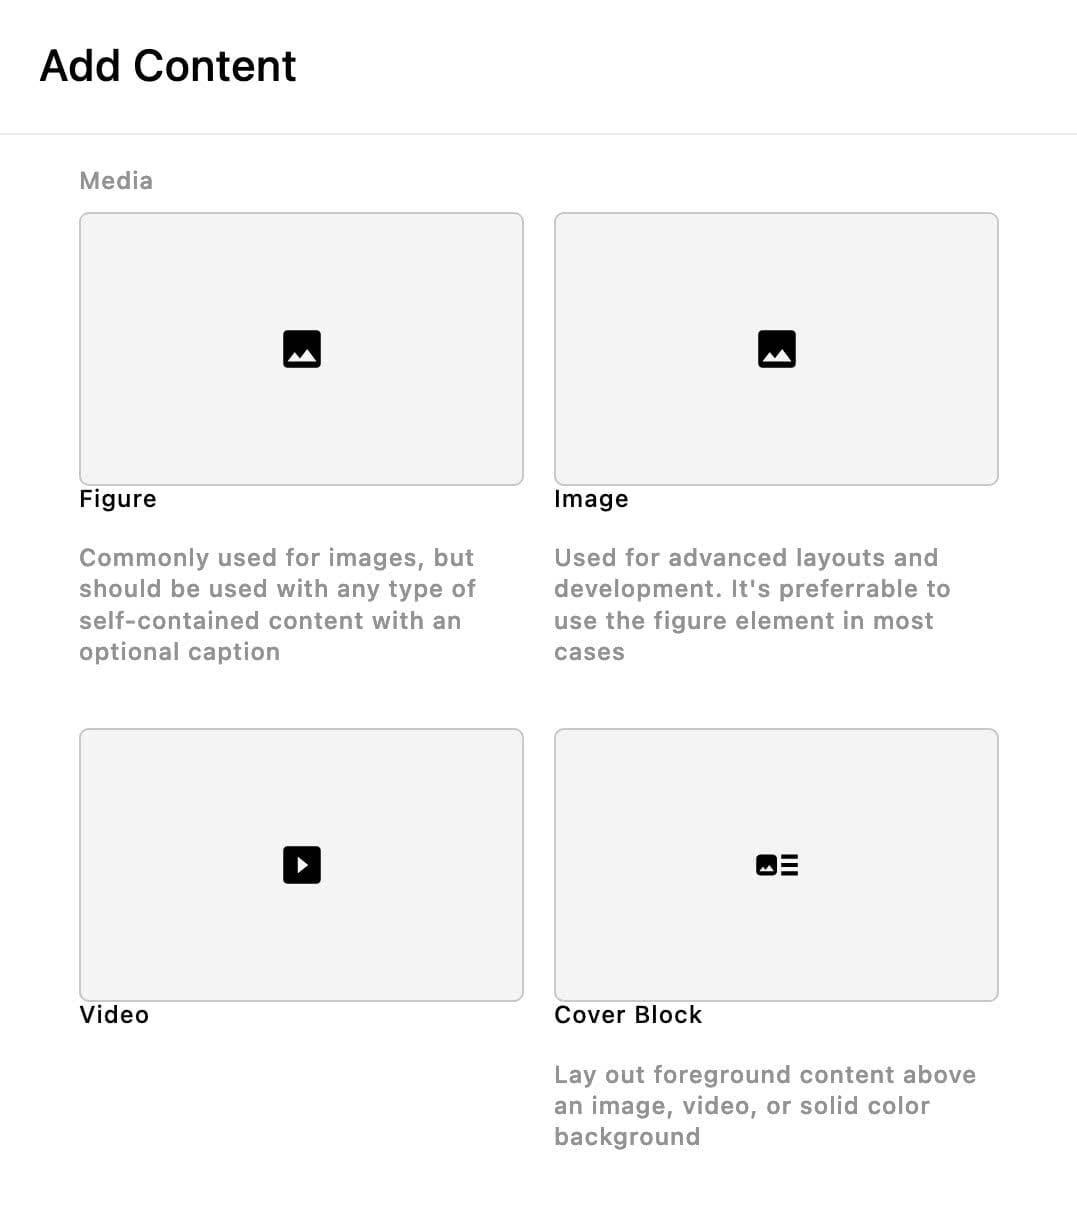 Add Content
Media
Figure
Commonly used for images, but
should be used with any type of
self-contained content with an
optional caption
Image
Used for advanced layouts and
development. It's preferrable to
use the figure element in most
cases
Video
Cover Block
Lay out foreground content above
an image, video, or solid color
background